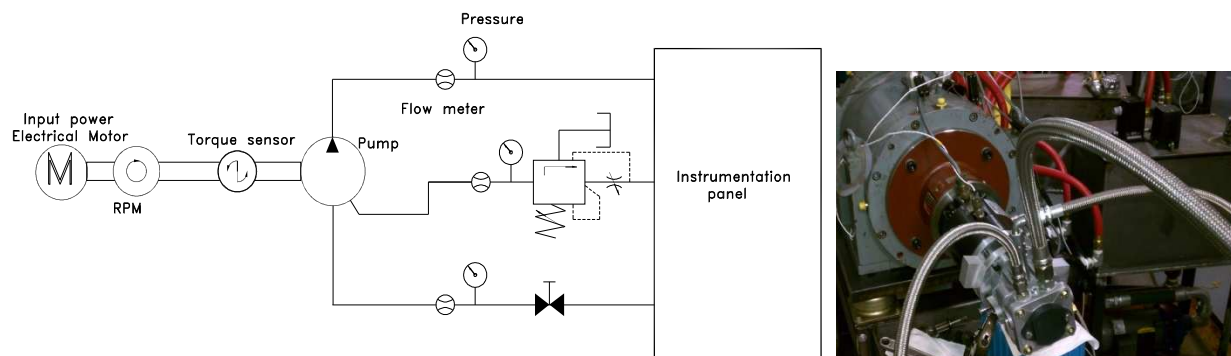 Pressure
Flow meter
Input power
Electrical Motor
Torque sensor
Pump
M
RPM
Instrumentation
panel